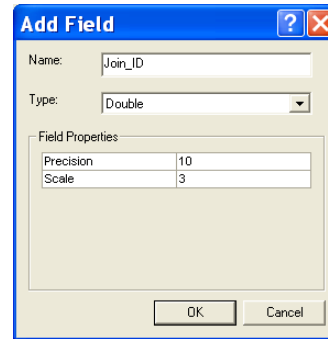 Add Field
Name: Join_ID
Type: Double
Field Properties
Precision 10
Scale 3
OK Cancel